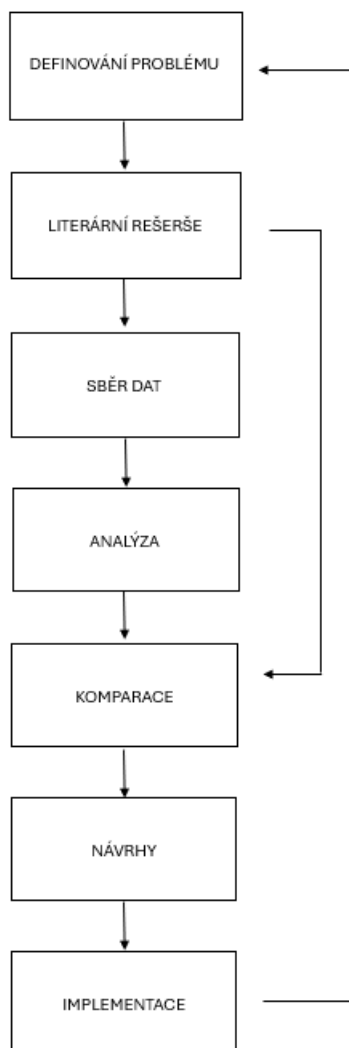 DEFINOVÁNÍ PROBLÉMU
LITERÁRNÍ REŠERŠE
SBĚR DAT
ANALÝZA
KOMPARACE
NÁVRHY
IMPLEMENTACE